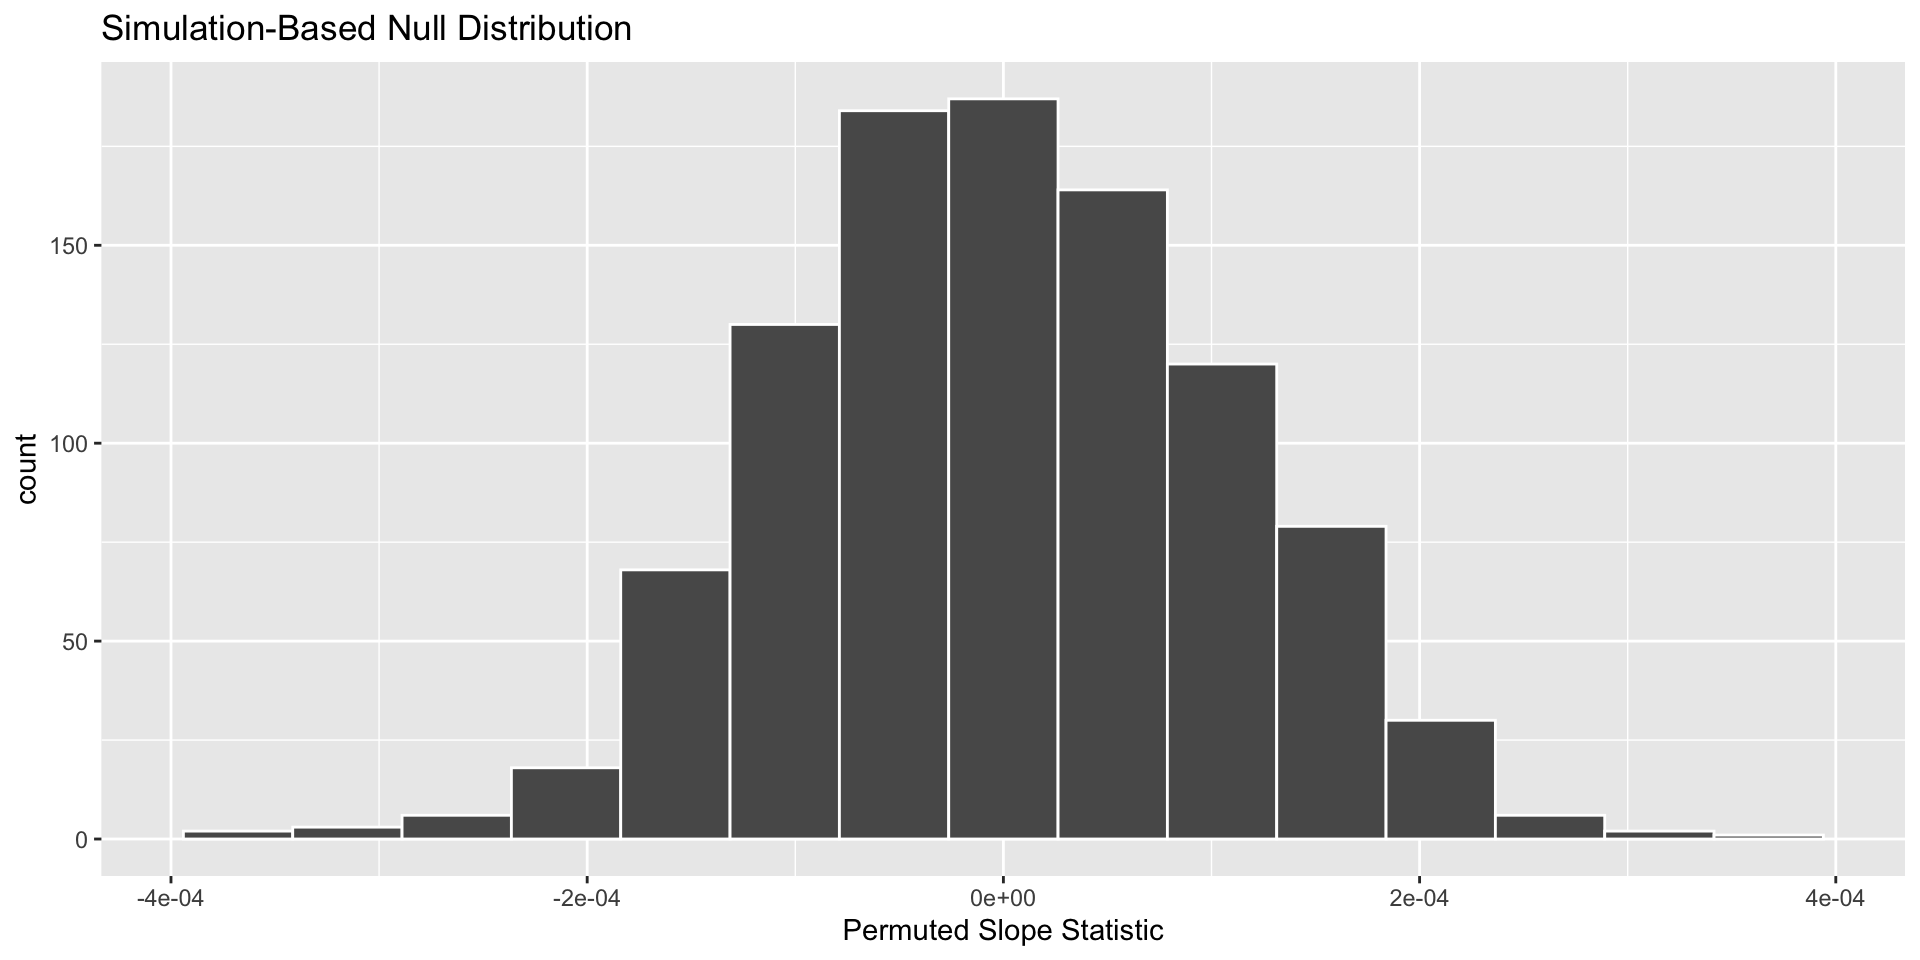 Simulation-Based Null Distribution
count
150
100
50
0
-4e-04 -2e-04 0e+00 2e-04 4e-04
Permuted Slope Statistic